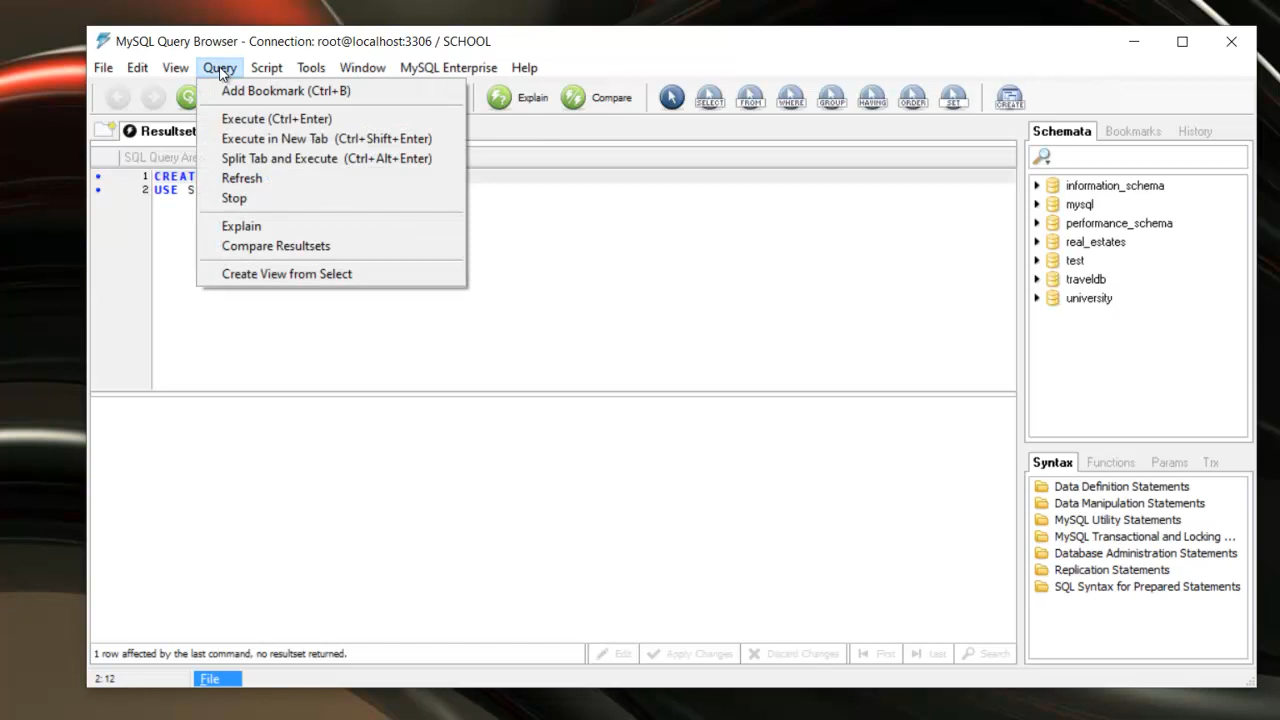 MySQL Query Browser - Connection: root@localhost:3306 / SCHOOL
File Edit View Query Script Tools Window MySQL Enterprise Help
Add Bookmark (Ctrl+B)
Execute (Ctrl+Enter)
Execute in New Tab (Ctrl+Shift+Enter)
Split Tab and Execute (Ctrl+Alt+Enter)
Refresh
Stop
Explain
Compare Resultsets
Create View from Select
Explain Compare SELECT FROM WHERE GROUP HAVING ORDER SET CREATE
Resultset
SQL Query Are
1 CREAT
2 USE S
Schemata Bookmarks History
information_schema
mysql
performance_schema
real_estates
test
traveldb
university
Syntax Functions Params Trx
Data Definition Statements
Data Manipulation Statements
MySQL Utility Statements
MySQL Transactional and Locking ...
Database Administration Statements
Replication Statements
SQL Syntax for Prepared Statements
1 row affected by the last command, no resultset returned.
Edit Apply Changes Discard Changes First Last Search
2: 12 File